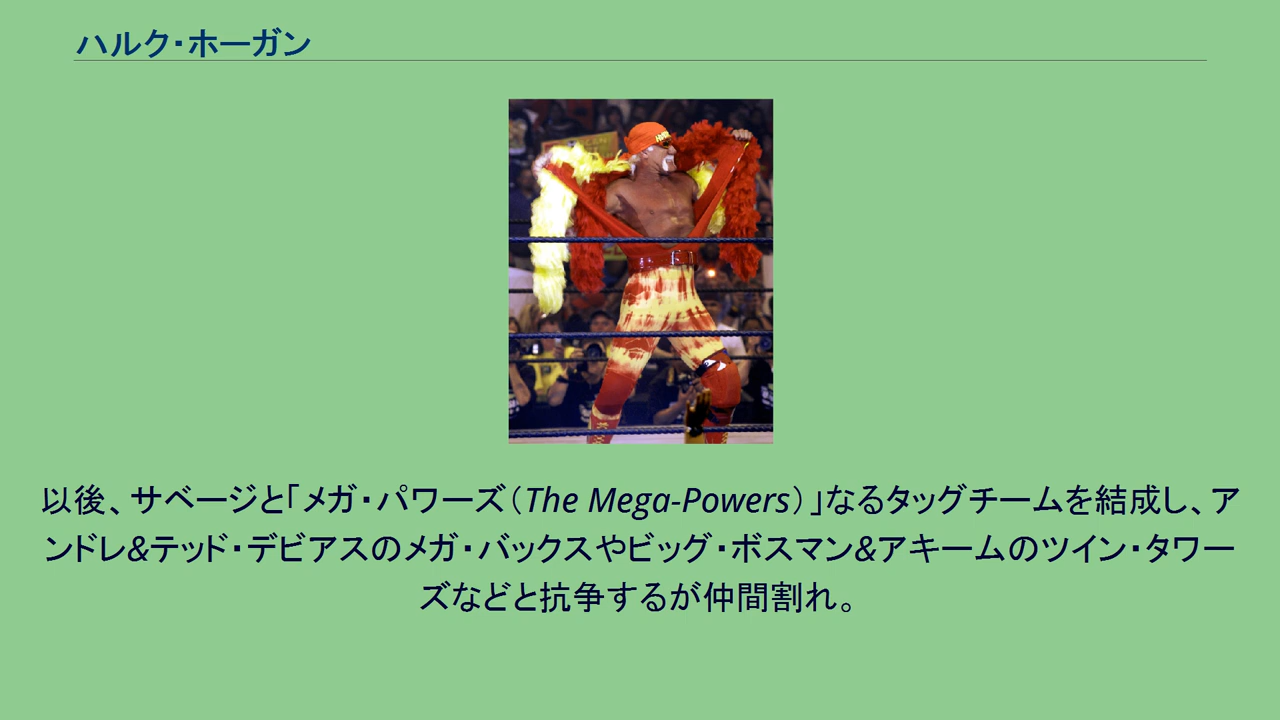 ハルク・ホーガン
以後、サベージと「メガ・パワーズ（The Mega-Powers）」なるタッグチームを結成し、ア
ンドレ&テッド・デビアスのメガ・バックスやビッグ・ボスマン&アキームのツイン・タワー
ズなどと抗争するが仲間割れ。